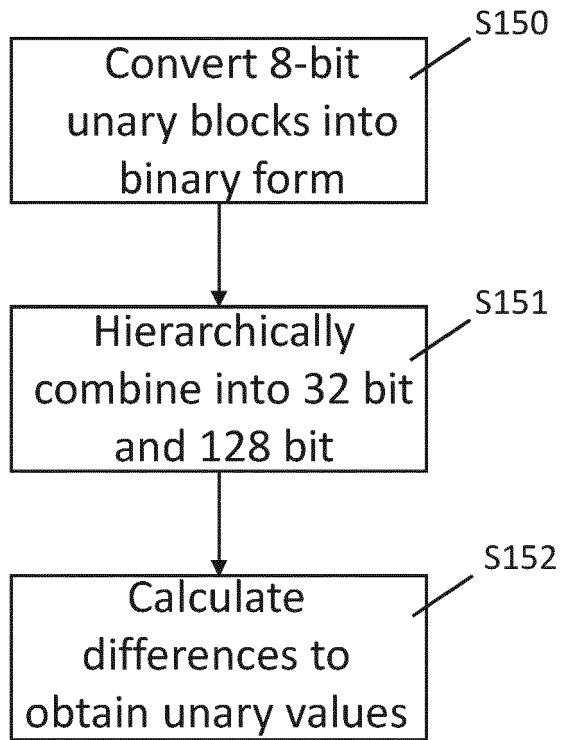 S150
Convert 8-bit
unary blocks into
binary form
S151
Hierarchically
combine into 32 bit
and 128 bit
S152
Calculate
differences to
obtain unary values